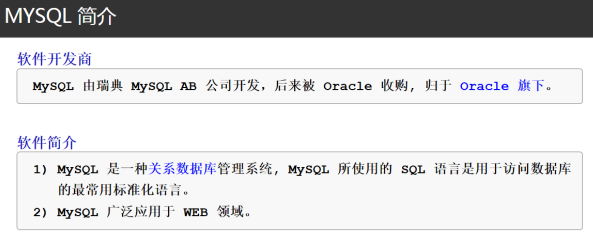 MYSQL 简介
软件开发商
MySQL 由瑞典 MySQL AB 公司开发，后来被 Oracle 收购, 归于 Oracle 旗下。
软件简介
1) MySQL 是一种关系数据库管理系统, MySQL 所使用的 SQL 语言是用于访问数据库
的最常用标准化语言。
2) MySQL 广泛应用于 WEB 领域。